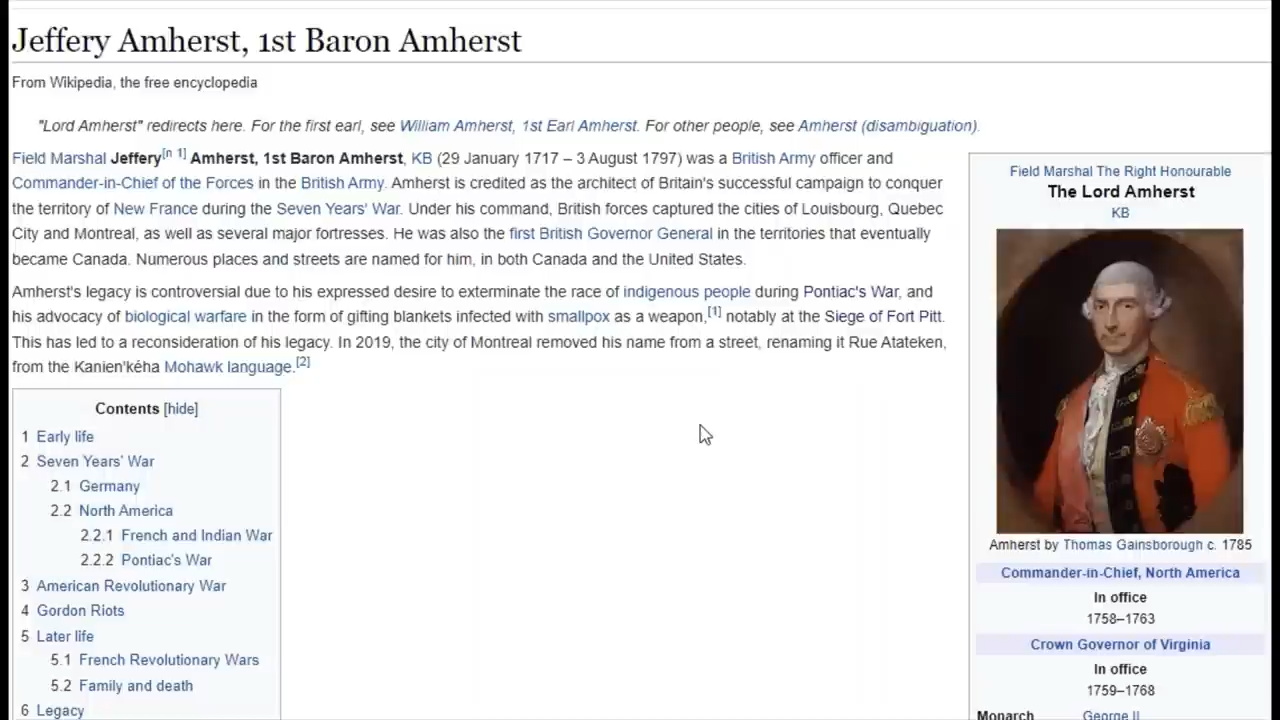 Jeffery Amherst, 1st Baron Amherst
From Wikipedia, the free encyclopedia
"Lord Amherst" redirects here. For the first earl, see William Amherst, 1st Earl Amherst. For other people, see Amherst (disambiguation).
Field Marshal Jeffery[n 1] Amherst, 1st Baron Amherst, KB (29 January 1717 – 3 August 1797) was a British Army officer and
Commander-in-Chief of the Forces in the British Army. Amherst is credited as the architect of Britain's successful campaign to conquer
the territory of New France during the Seven Years' War. Under his command, British forces captured the cities of Louisbourg, Quebec
City and Montreal, as well as several major fortresses. He was also the first British Governor General in the territories that eventually
became Canada. Numerous places and streets are named for him, in both Canada and the United States.
Amherst's legacy is controversial due to his expressed desire to exterminate the race of indigenous people during Pontiac's War, and
his advocacy of biological warfare in the form of gifting blankets infected with smallpox as a weapon,[1] notably at the Siege of Fort Pitt.
This has led to a reconsideration of his legacy. In 2019, the city of Montreal removed his name from a street, renaming it Rue Atateken,
from the Kanien'kéha Mohawk language.[2]
Contents [hide]
1 Early life
2 Seven Years' War
2.1 Germany
2.2 North America
2.2.1 French and Indian War
2.2.2 Pontiac's War
3 American Revolutionary War
4 Gordon Riots
5 Later life
5.1 French Revolutionary Wars
5.2 Family and death
6 Legacy
Field Marshal The Right Honourable
The Lord Amherst
KB
Amherst by Thomas Gainsborough c. 1785
Commander-in-Chief, North America
In office
1758–1763
Crown Governor of Virginia
In office
1759–1768
Monarch George II